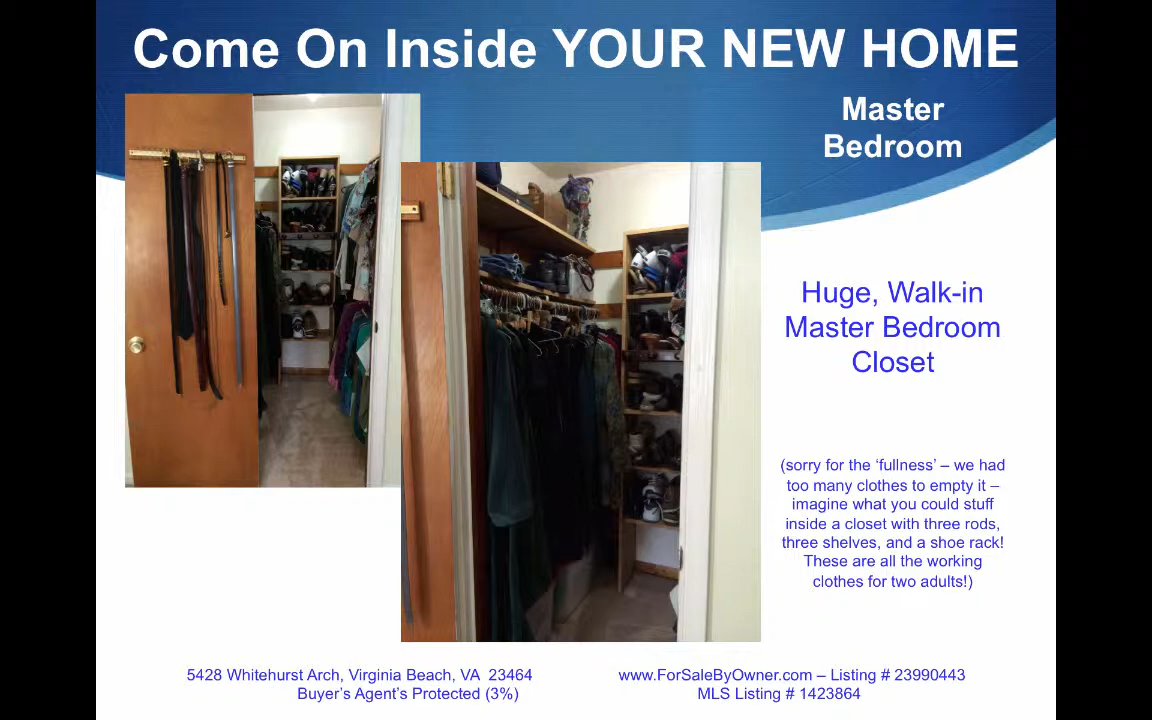 Come On Inside YOUR NEW HOME
Master
Bedroom
Huge, Walk-in
Master Bedroom
Closet
(sorry for the ‘fullness’ – we had
too many clothes to empty it –
imagine what you could stuff
inside a closet with three rods,
three shelves, and a shoe rack!
These are all the working
clothes for two adults!)
5428 Whitehurst Arch, Virginia Beach, VA  23464
Buyer’s Agent’s Protected (3%)
www.ForSaleByOwner.com – Listing # 23990443
MLS Listing # 1423864